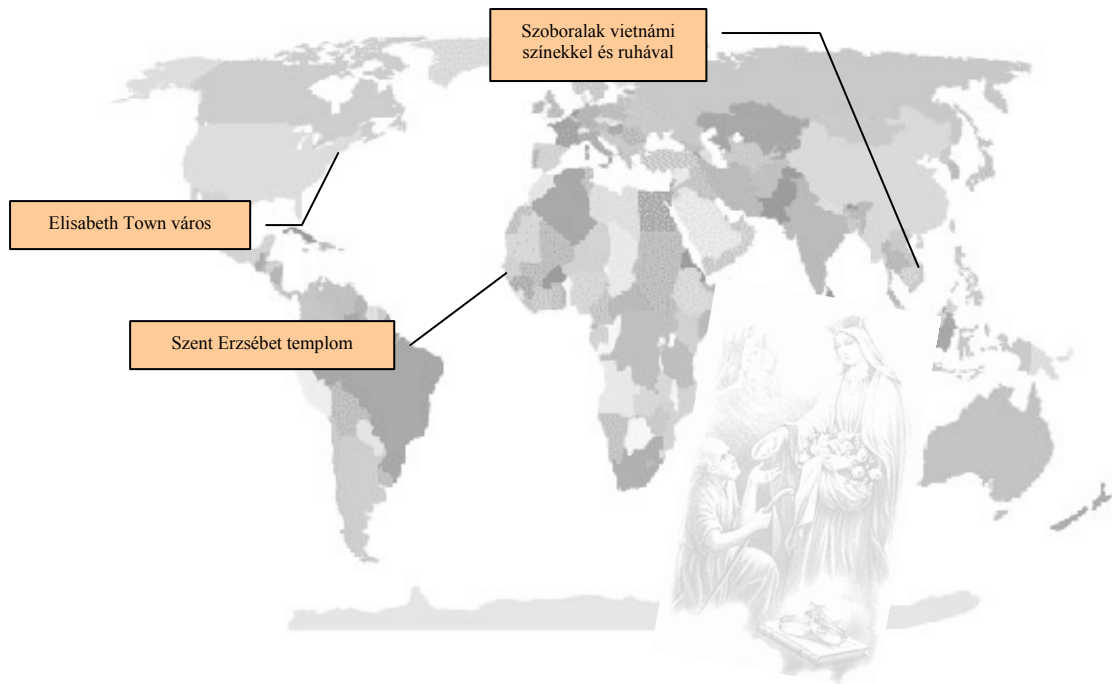 Szoboralak vietnámi
színekkel és ruhával
Elisabeth Town város
Szent Erzsébet templom